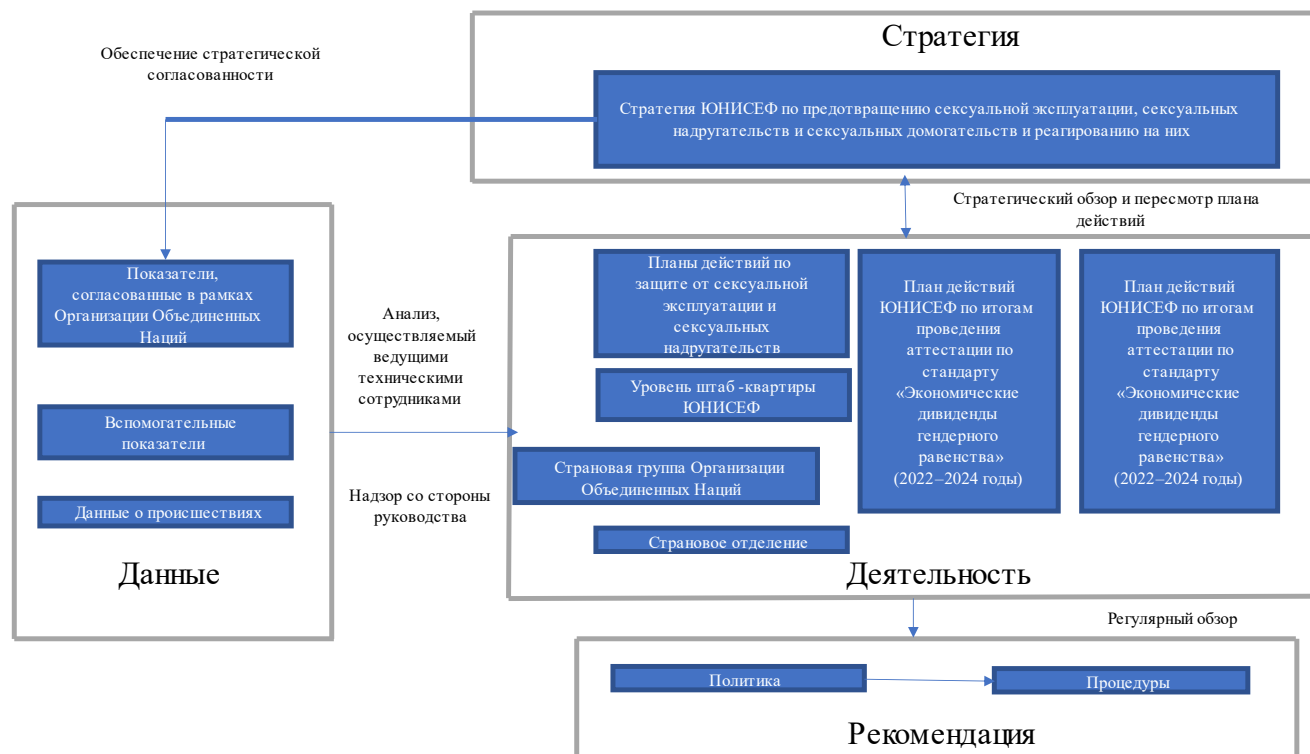 Стратегия
Обеспечение стратегической
согласованности
Стратегия ЮНИСЕФ по предотвращению сексуальной эксплуатации, сексуальных
надругательств и сексуальных домогательств и реагированию на них
Стратегический обзор и пересмотр плана
действий
Показатели,
согласованные в рамках
Организации Объединенных
Наций
Вспомогательные
показатели
Данные о происшествиях
Данные
Анализ,
осуществляемый
ведущими
техническими
сотрудниками
Надзор со стороны
руководства
Планы действий по
защите от сексуальной
эксплуатации и
сексуальных
надругательств
Уровень штаб -квартиры
ЮНИСЕФ
Страновая группа Организации
Объединенных Наций
Страновое отделение
План действий
ЮНИСЕФ по итогам
проведения
аттестации по
стандарту
«Экономические
дивиденды
гендерного
равенства»
(2022–2024 годы)
План действий
ЮНИСЕФ по итогам
проведения
аттестации по
стандарту
«Экономические
дивиденды
гендерного
равенства»
(2022–2024 годы)
Деятельность
Регулярный обзор
Политика
Процедуры
Рекомендация